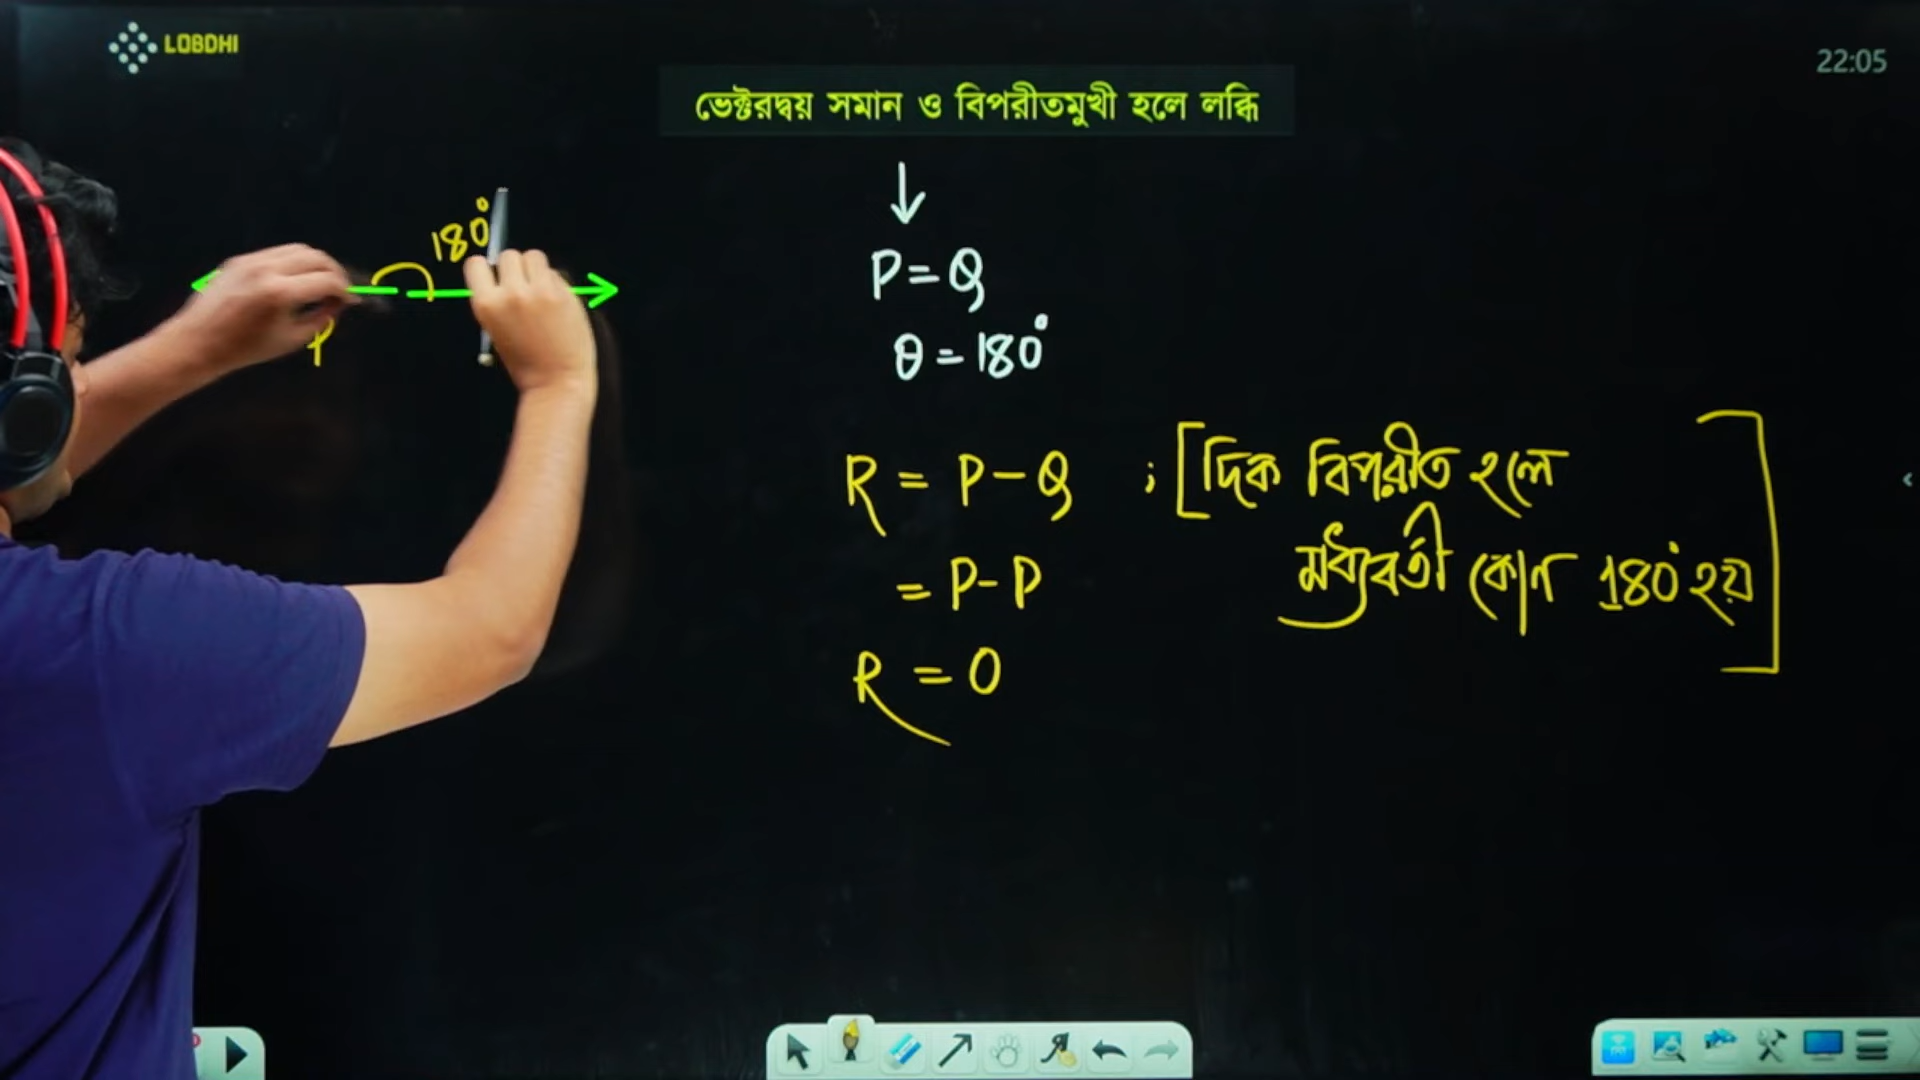 LOBDHI
22:05
ভেক্টরদ্বয় সমান ও বিপরীতমুখী হলে লব্ধি
180°
P
P = Q
θ = 180°
R = P - Q ; [দিক বিপরীত হলে
মধ্যবর্তী কোন 180° হয়]
= P - P
R = 0